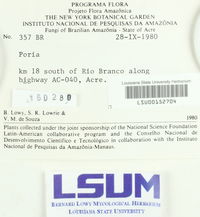 PROGRAMA FLORA
Projeto Flora Amazônica
THE NEW YORK BOTANICAL GARDEN
INSTITUTO NACIONAL DE PESQUISAS DA AMAZÔNIA
Fungi of Brazilian Amazonia - State of Acre
No. 357 BR 28-IX-1980
Poria
km 18 south of Rio Branco along
highway AC-040, Acre.
Louisiana State University Herbarium
LSU00152704
160280
B. Lowy, S. R. Lowrie &
V. M. de Souza 1980
Plants collected under the joint sponsorship of the National Science Foundation
Latin-American collaborative program and the Conselho Nacional de
Desenvolvimento Científico e Tecnológico in collaboration with the Instituto
Nacional de Pesquisas da Amazônia-Manaus.
LSUM
BERNARD LOWY MYCOLOGICAL HERBARIUM
LOUISIANA STATE UNIVERSITY